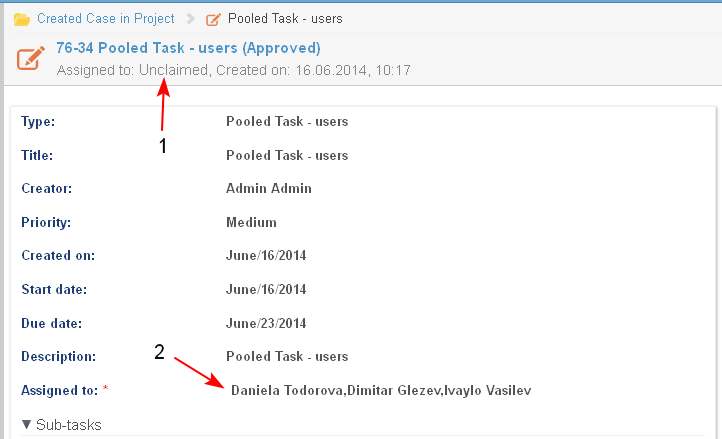 Created Case in Project > Pooled Task - users
76-34 Pooled Task - users (Approved)
Assigned to: Unclaimed, Created on: 16.06.2014, 10:17
1
Type: Pooled Task - users
Title: Pooled Task - users
Creator: Admin Admin
Priority: Medium
Created on: June/16/2014
Start date: June/16/2014
Due date: June/23/2014
Description: Pooled Task - users
2
Assigned to: * Daniela Todorova,Dimitar Glezev,Ivaylo Vasilev
▼ Sub-tasks